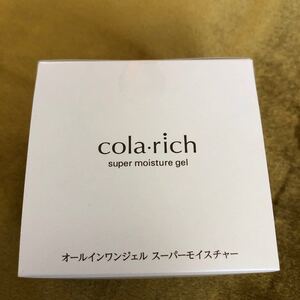 cola·rich
super moisture gel
オールインワンジェル スーパーモイスチャー